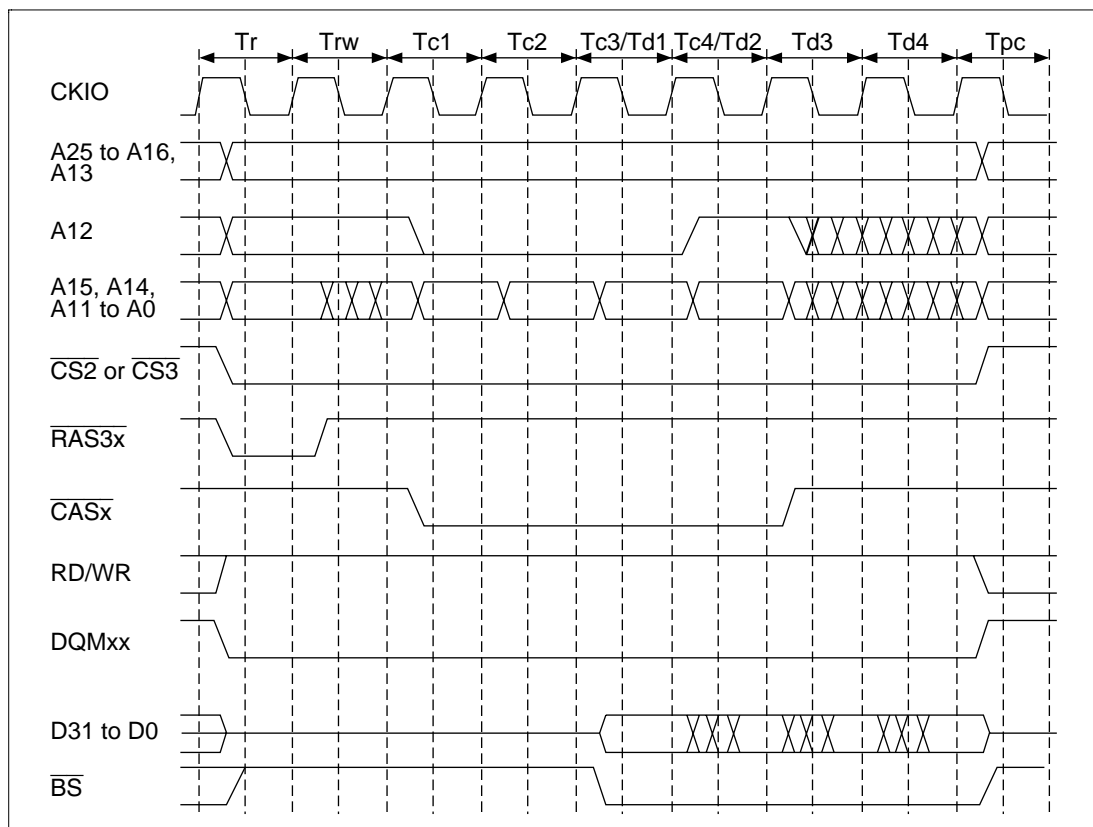 Tr Trw Tc1 Tc2 Tc3/Td1 Tc4/Td2 Td3 Td4 Tpc
CKIO
A25 to A16,
A13
A12
A15, A14,
A11 to A0
CS2 or CS3
RAS3x
CASx
RD/WR
DQMxx
D31 to D0
BS